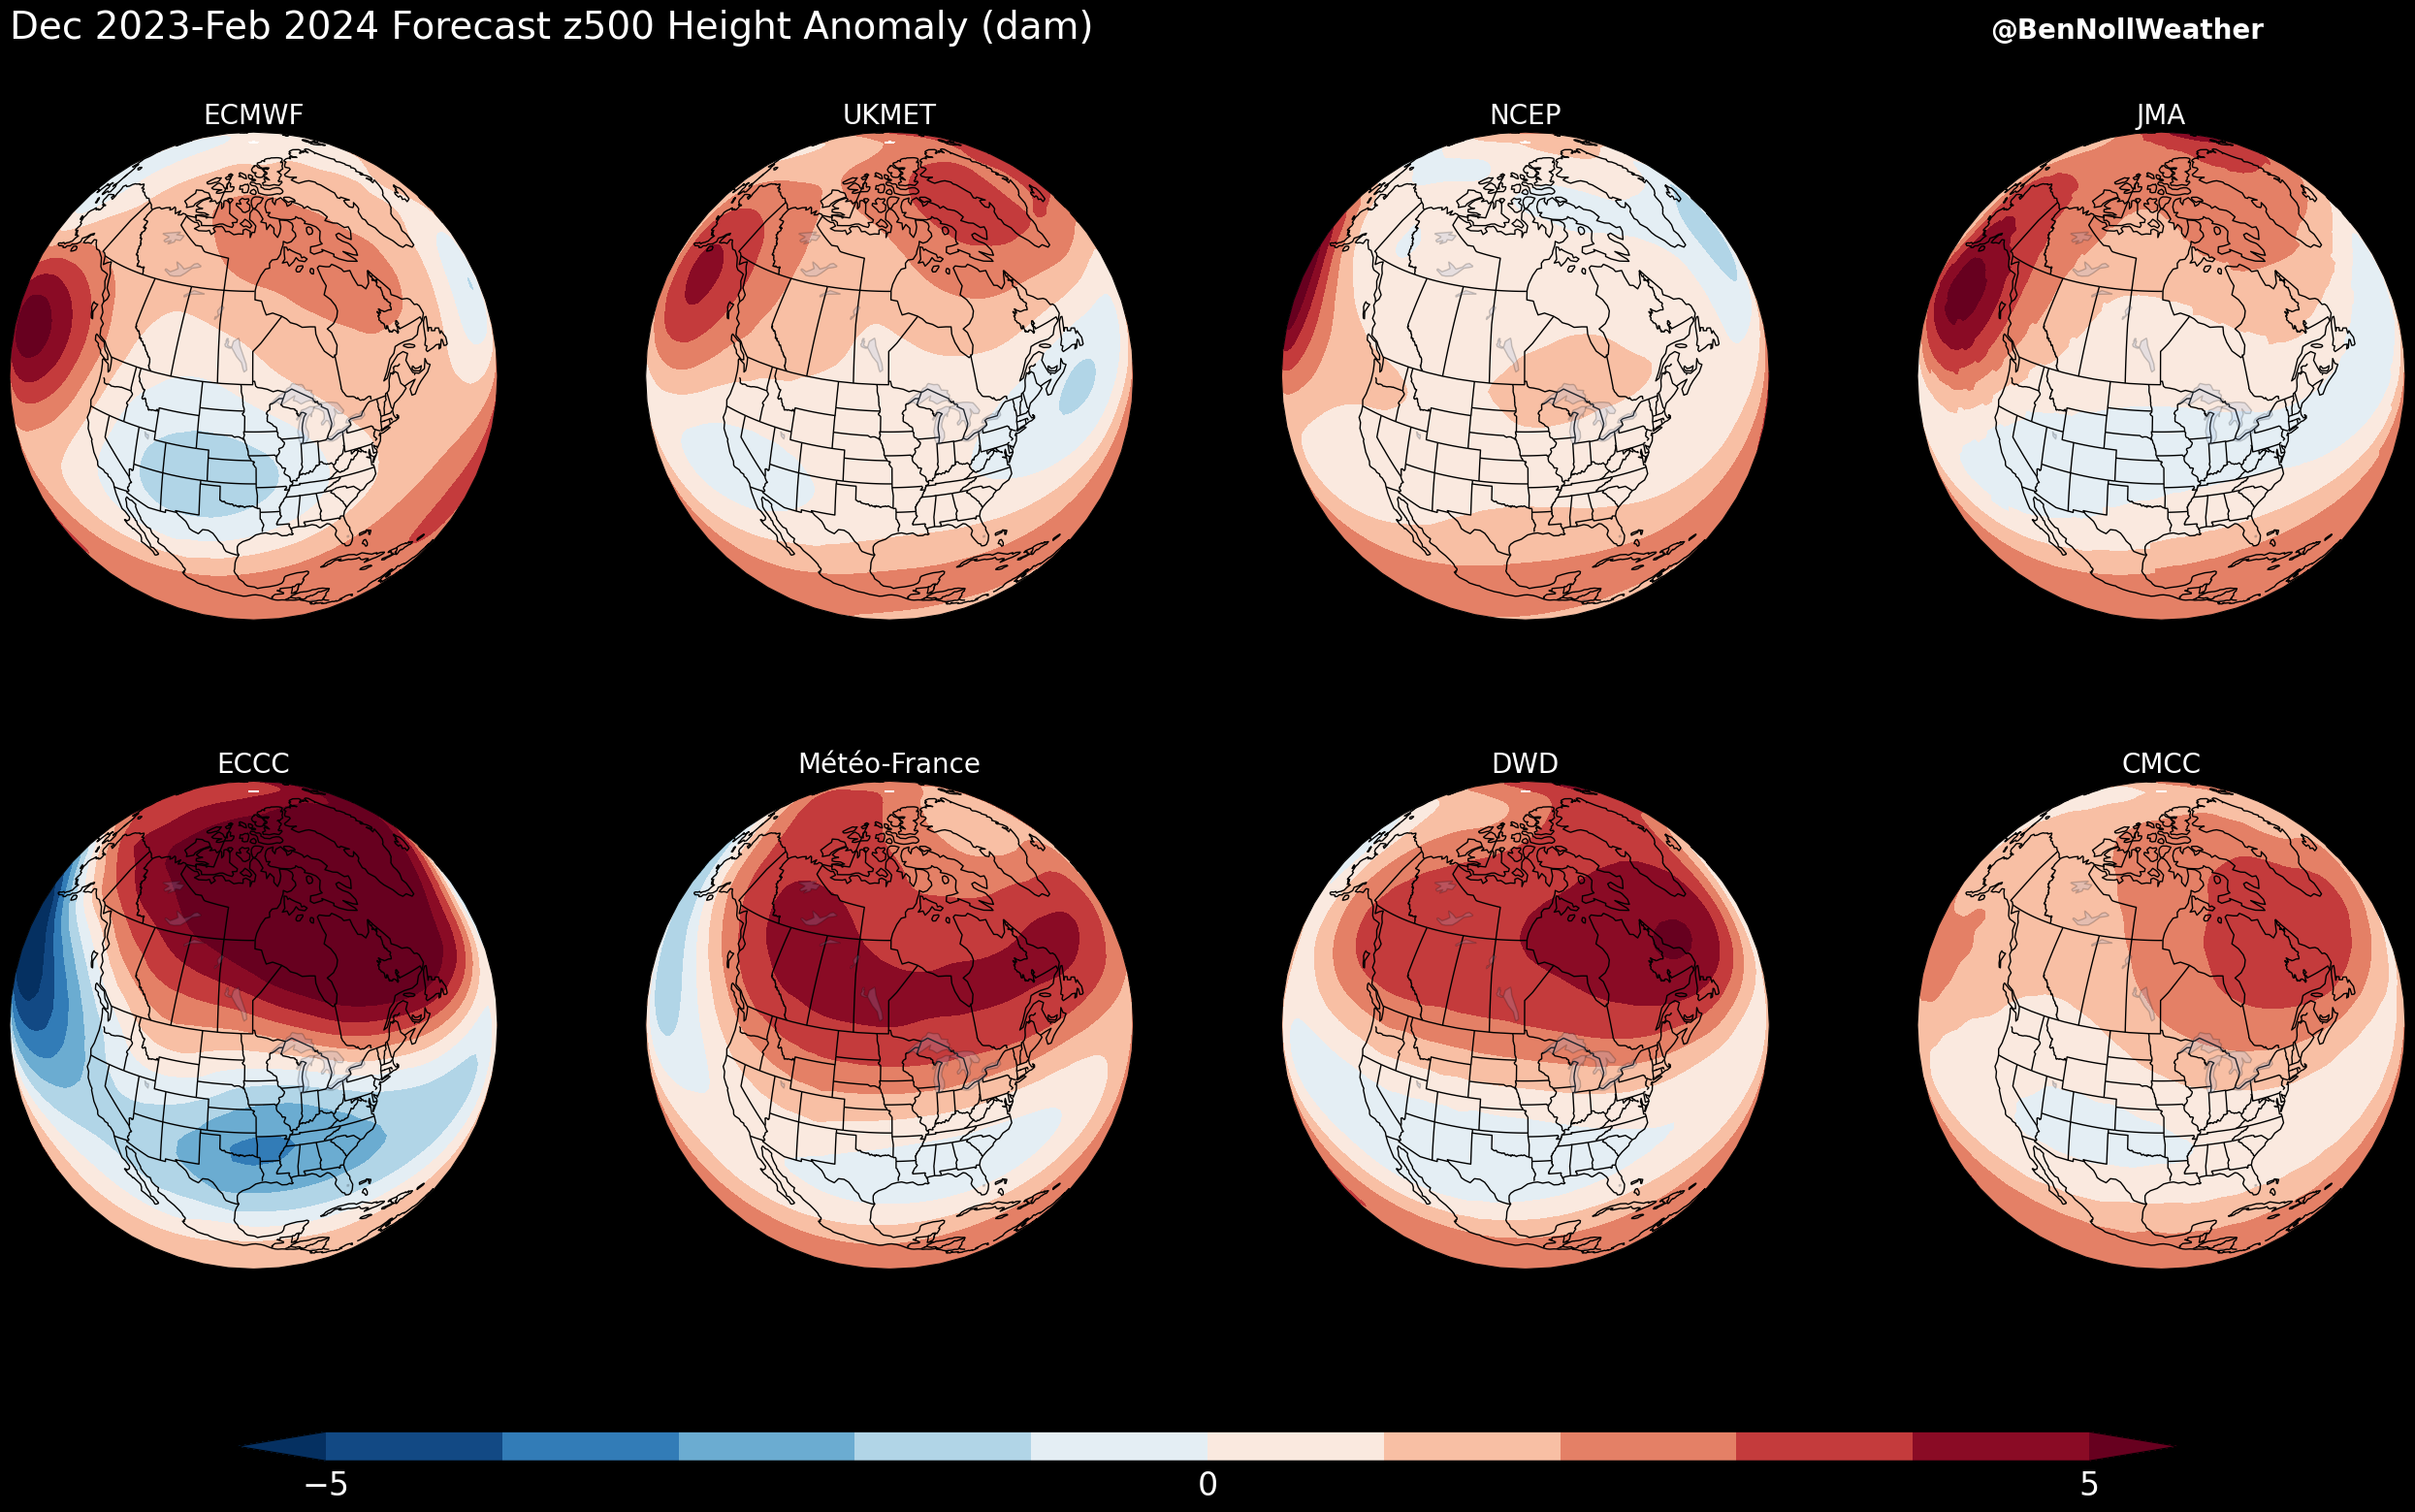 Dec 2023-Feb 2024 Forecast z500 Height Anomaly (dam)
@BenNollWeather
ECMWF
UKMET
NCEP
JMA
ECCC
Météo-France
DWD
CMCC
−5
0
5